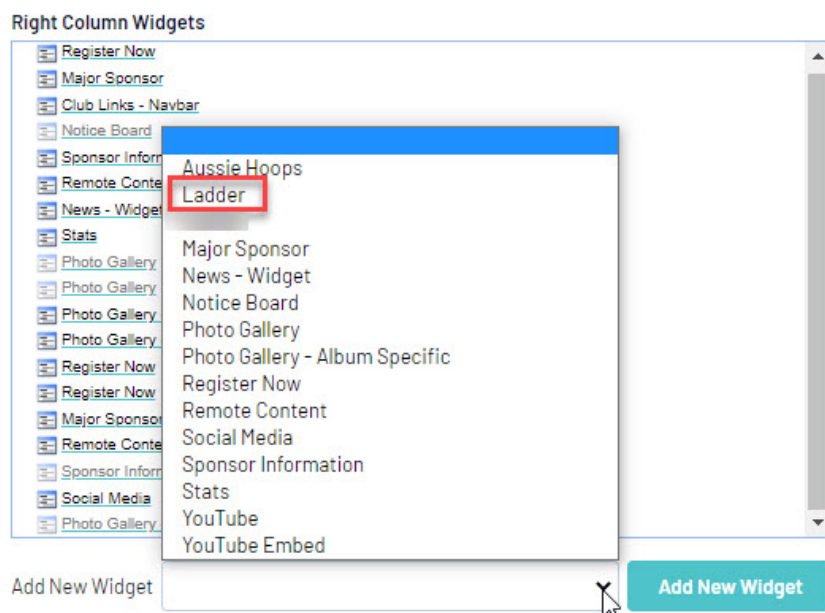 Right Column Widgets
Register Now
Major Sponsor
Club Links - Navbar
Notice Board
Sponsor Inform
Remote Conte
News - Widget
Stats
Photo Gallery
Photo Gallery
Photo Gallery
Photo Gallery
Register Now
Register Now
Major Sponsor
Remote Conte
Sponsor Inform
Social Media
Photo Gallery
Aussie Hoops
Ladder
Major Sponsor
News - Widget
Notice Board
Photo Gallery
Photo Gallery - Album Specific
Register Now
Remote Content
Social Media
Sponsor Information
Stats
YouTube
YouTube Embed
Add New Widget
Add New Widget